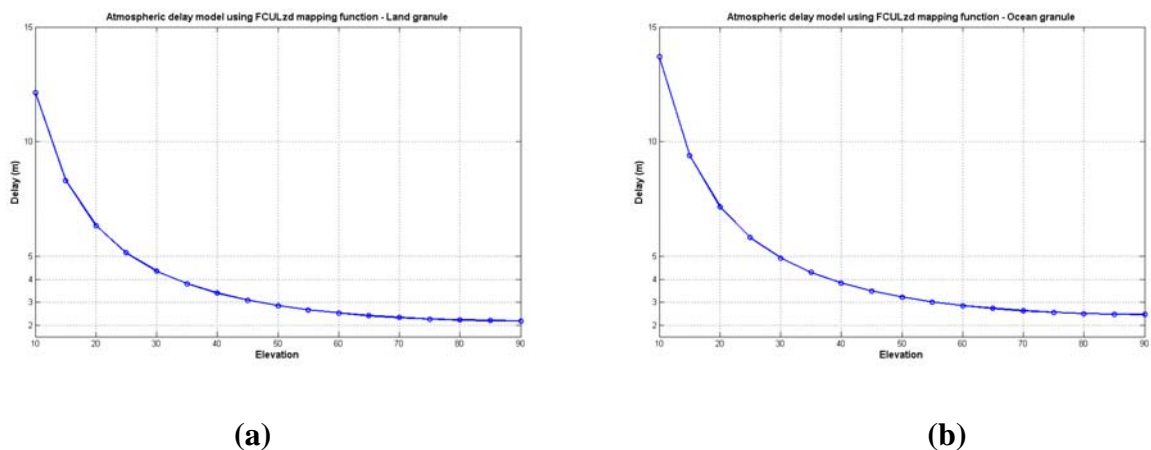 Atmospheric delay model using FCULzd mapping function - Land granule
15
10
5
4
3
2
Delay (m)
10 20 30 40 50 60 70 80 90
Elevation
(a)
Atmospheric delay model using FCULzd mapping function - Ocean granule
15
10
5
4
3
2
Delay (m)
10 20 30 40 50 60 70 80 90
Elevation
(b)